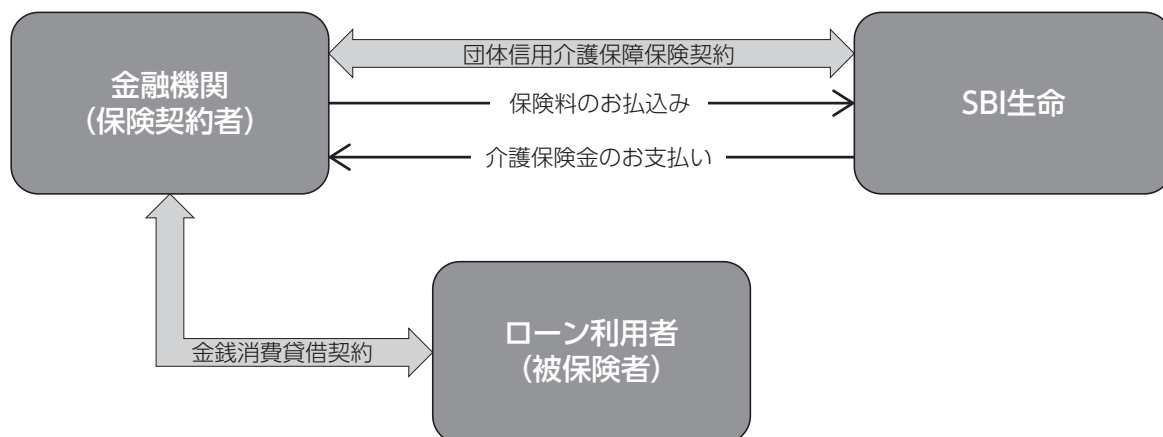 団体信用介護保障保険契約
金融機関
（保険契約者）
保険料のお払込み
SBI生命
介護保険金のお支払い
ローン利用者
（被保険者）
金銭消費貸借契約